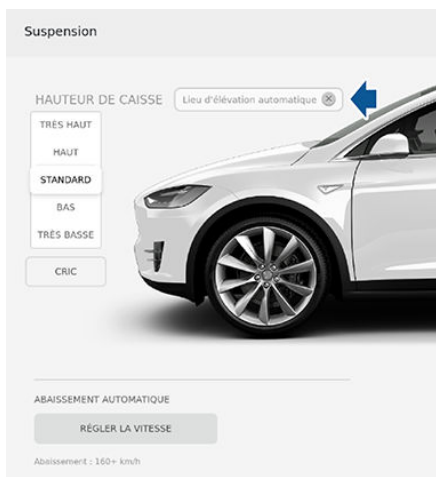 Suspension
HAUTEUR DE CAISSE Lieu d'élévation automatique
TRÈS HAUT
HAUT
STANDARD
BAS
TRÈS BASSE
CRIC
ABAISSEMENT AUTOMATIQUE
RÉGLER LA VITESSE
Abaissement : 160+ km/h